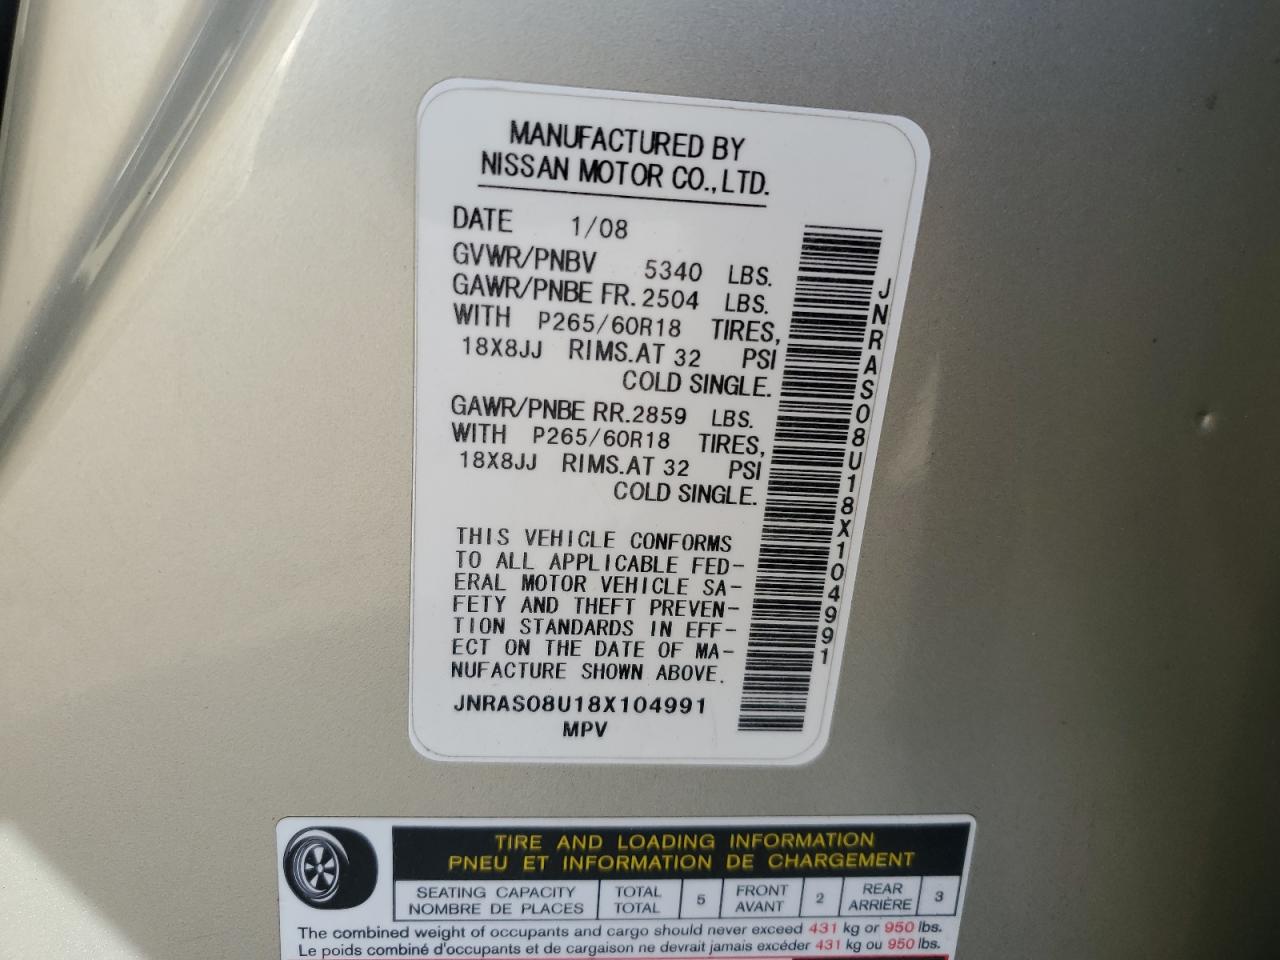 MANUFACTURED BY
NISSAN MOTOR CO., LTD.
DATE 1/08
GVWR/PNBV 5340 LBS.
GAWR/PNBE FR. 2504 LBS.
WITH P265/60R18 TIRES,
18X8JJ RIMS. AT 32 PSI
COLD SINGLE.
GAWR/PNBE RR. 2859 LBS.
WITH P265/60R18 TIRES,
18X8JJ RIMS. AT 32 PSI
COLD SINGLE.
THIS VEHICLE CONFORMS
TO ALL APPLICABLE FED-
ERAL MOTOR VEHICLE SA-
FETY AND THEFT PREVEN-
TION STANDARDS IN EFF-
ECT ON THE DATE OF MA-
NUFACTURE SHOWN ABOVE.
JNRAS08U18X104991
MPV
JNRAS08U18X104991
TIRE AND LOADING INFORMATION
PNEU ET INFORMATION DE CHARGEMENT
SEATING CAPACITY TOTAL 5 FRONT 2 REAR 3
NOMBRE DE PLACES TOTAL AVANT ARRIÈRE
The combined weight of occupants and cargo should never exceed 431 kg or 950 lbs.
Le poids combiné d'occupants et de cargaison ne devrait jamais excéder 431 kg ou 950 lbs.